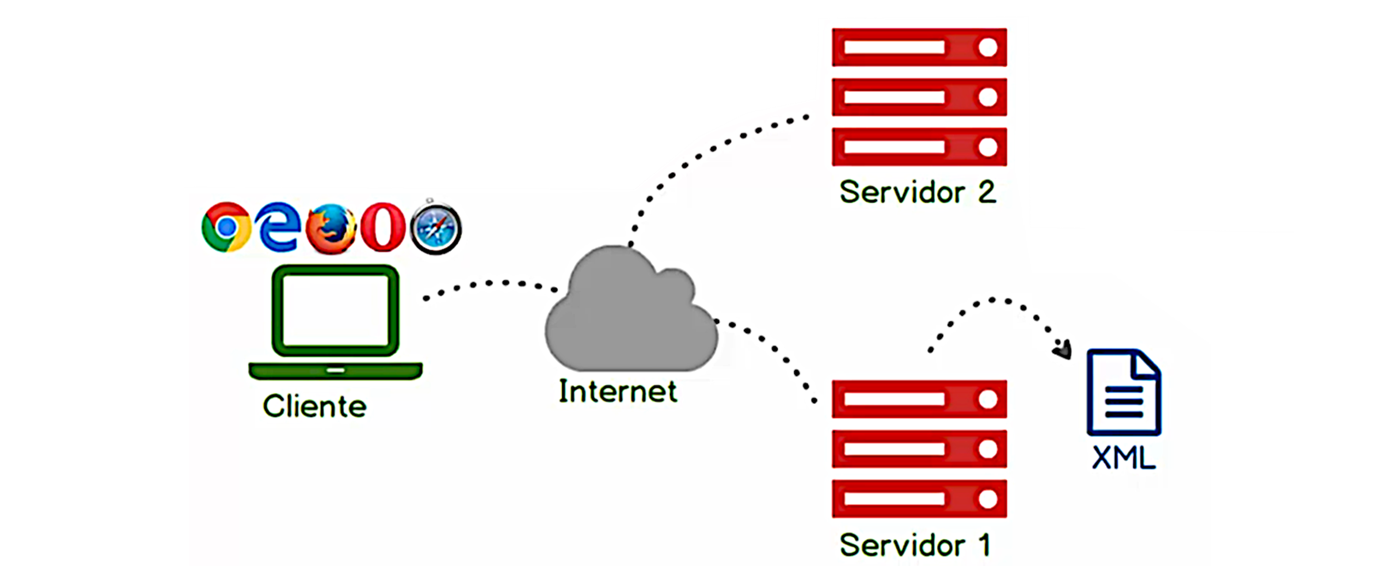 Servidor 2
Cliente
Internet
XML
Servidor 1